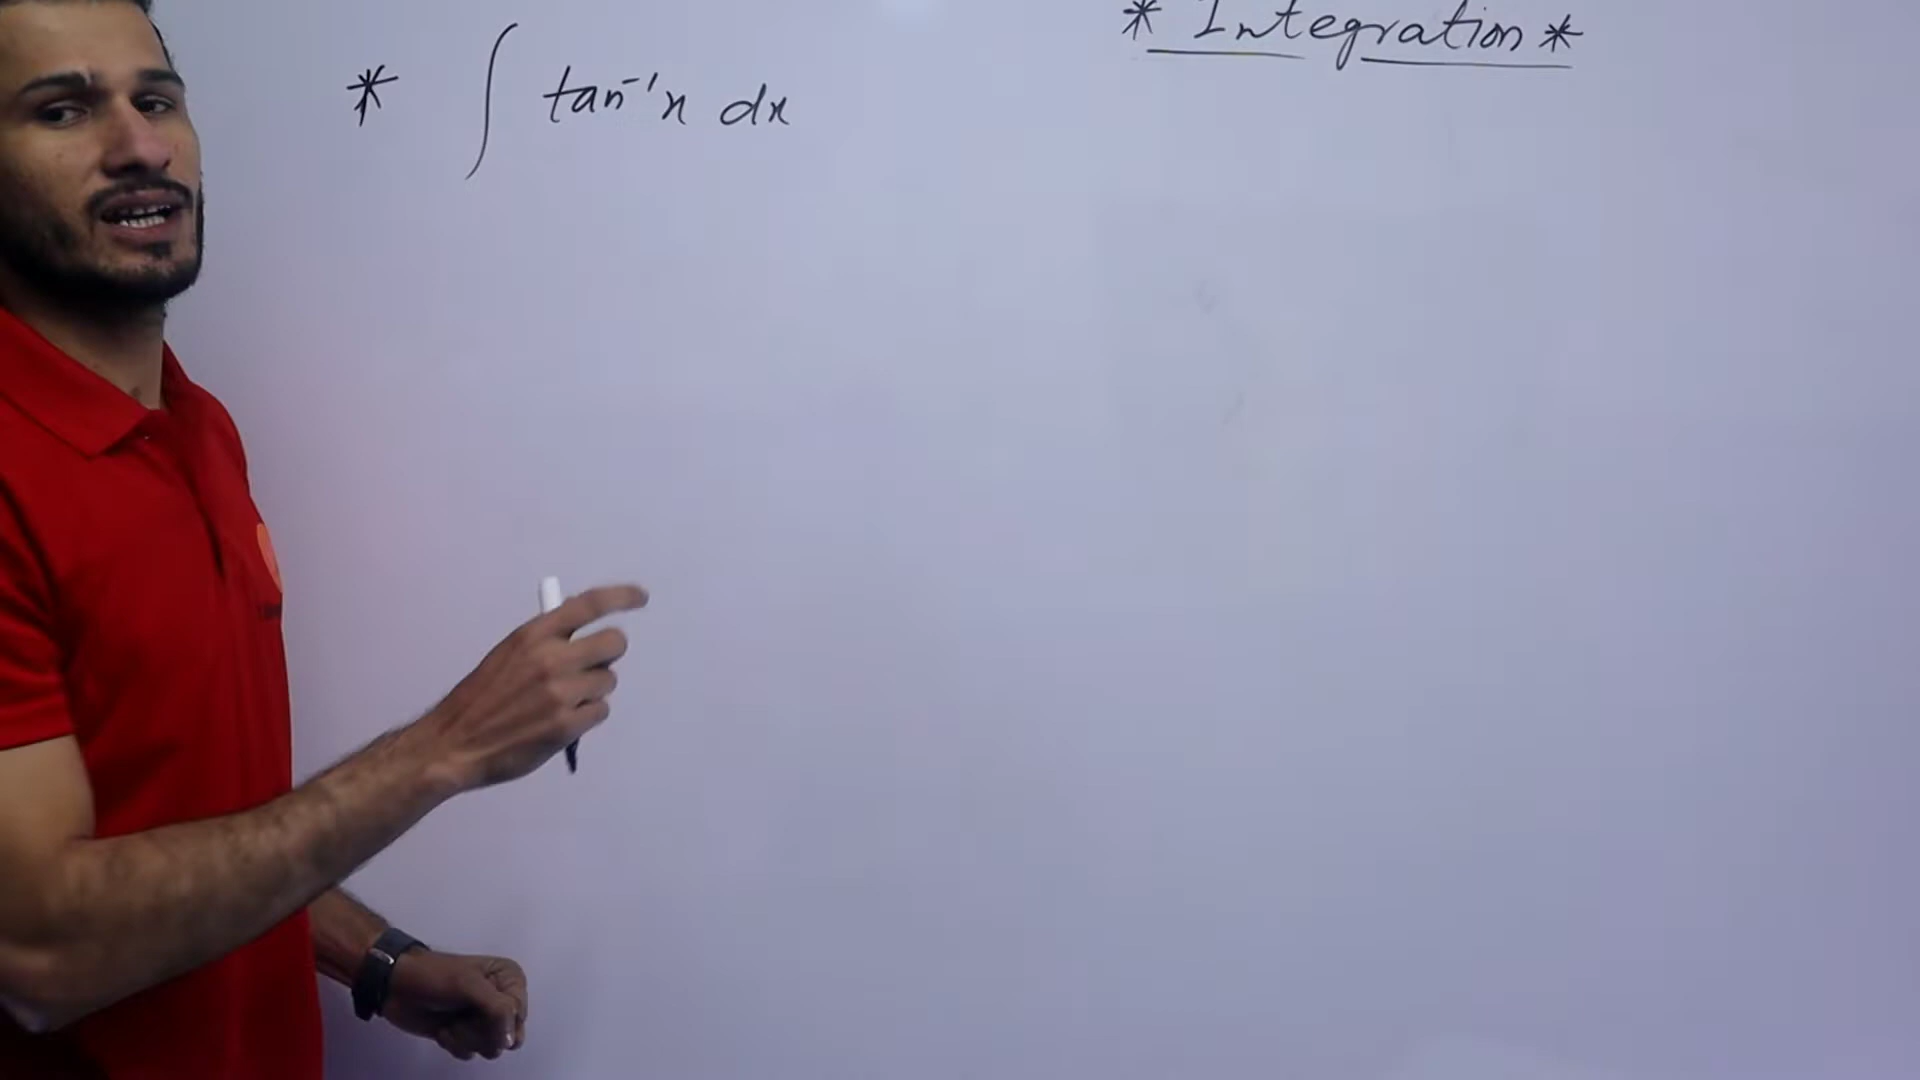 * Integration *
* ∫ tan⁻¹x dx